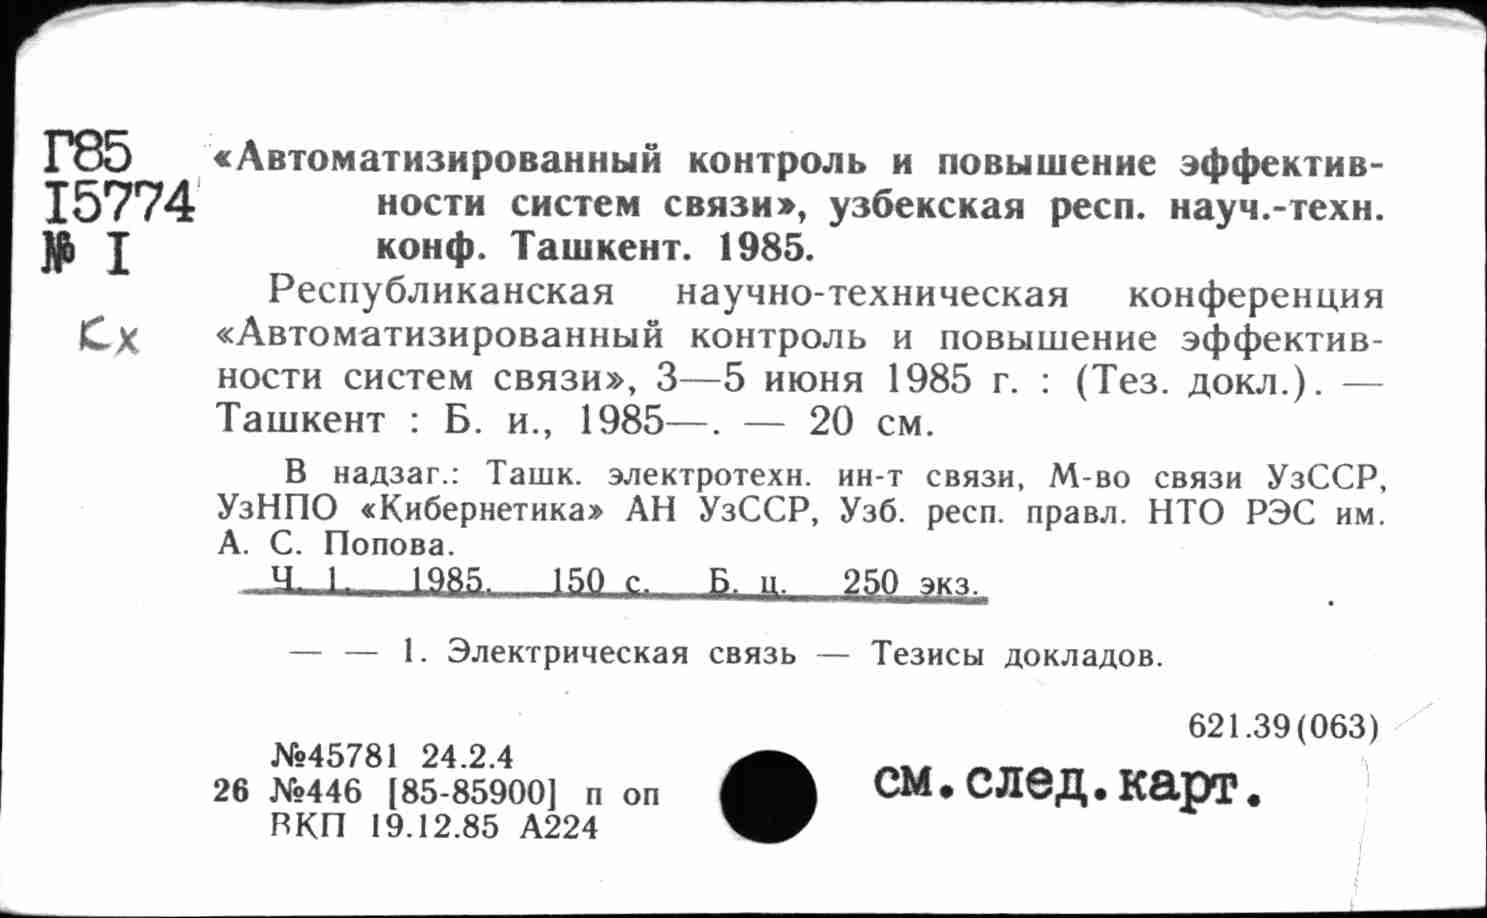 Г85
I5774
№ I
Кх
«Автоматизированный контроль и повышение эффектив-
ности систем связи», узбекская респ. науч.-техн.
конф. Ташкент. 1985.
Республиканская научно-техническая конференция
«Автоматизированный контроль и повышение эффектив-
ности систем связи», 3—5 июня 1985 г. : (Тез. докл.). —
Ташкент : Б. и., 1985—. — 20 см.
В надзаг.: Ташк. электротехн. ин-т связи, М-во связи УзССР,
УзНПО «Кибернетика» АН УзССР, Узб. респ. правл. НТО РЭС им.
А. С. Попова.
Ч. 1. 1985. 150 с. Б. ц. 250 экз.
— — 1. Электрическая связь — Тезисы докладов.
621.39(063)
№45781 24.2.4
26 №446 [85-85900] п оп
ВКП 19.12.85 А224
см.след.карт.